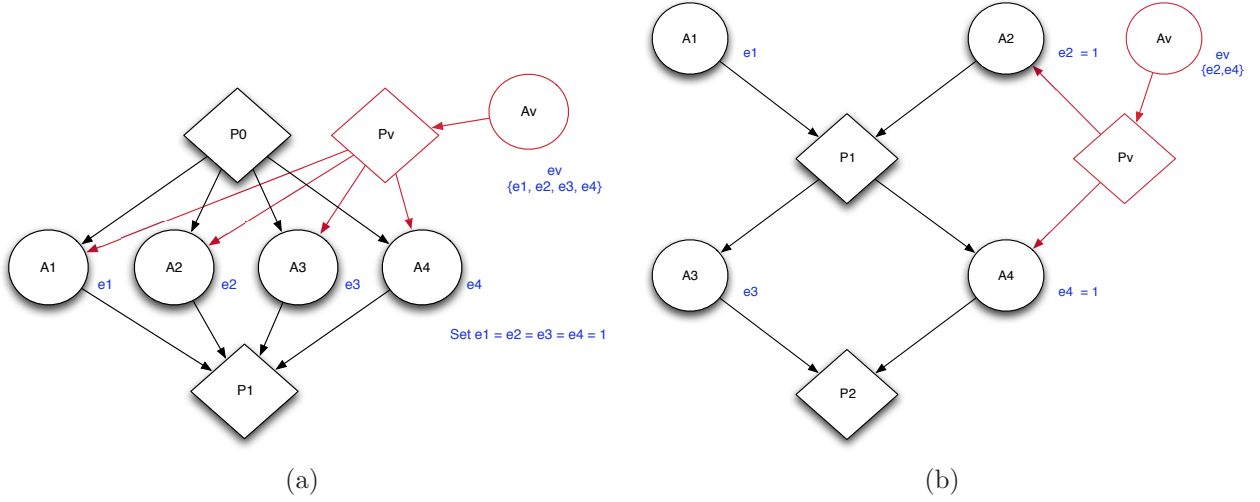 P0
Pv
Av
ev
{e1, e2, e3, e4}
A1
e1
A2
e2
A3
e3
A4
e4
Set e1 = e2 = e3 = e4 = 1
P1
(a)
A1
e1
A2
e2 = 1
Av
ev
{e2,e4}
P1
Pv
A3
e3
A4
e4 = 1
P2
(b)